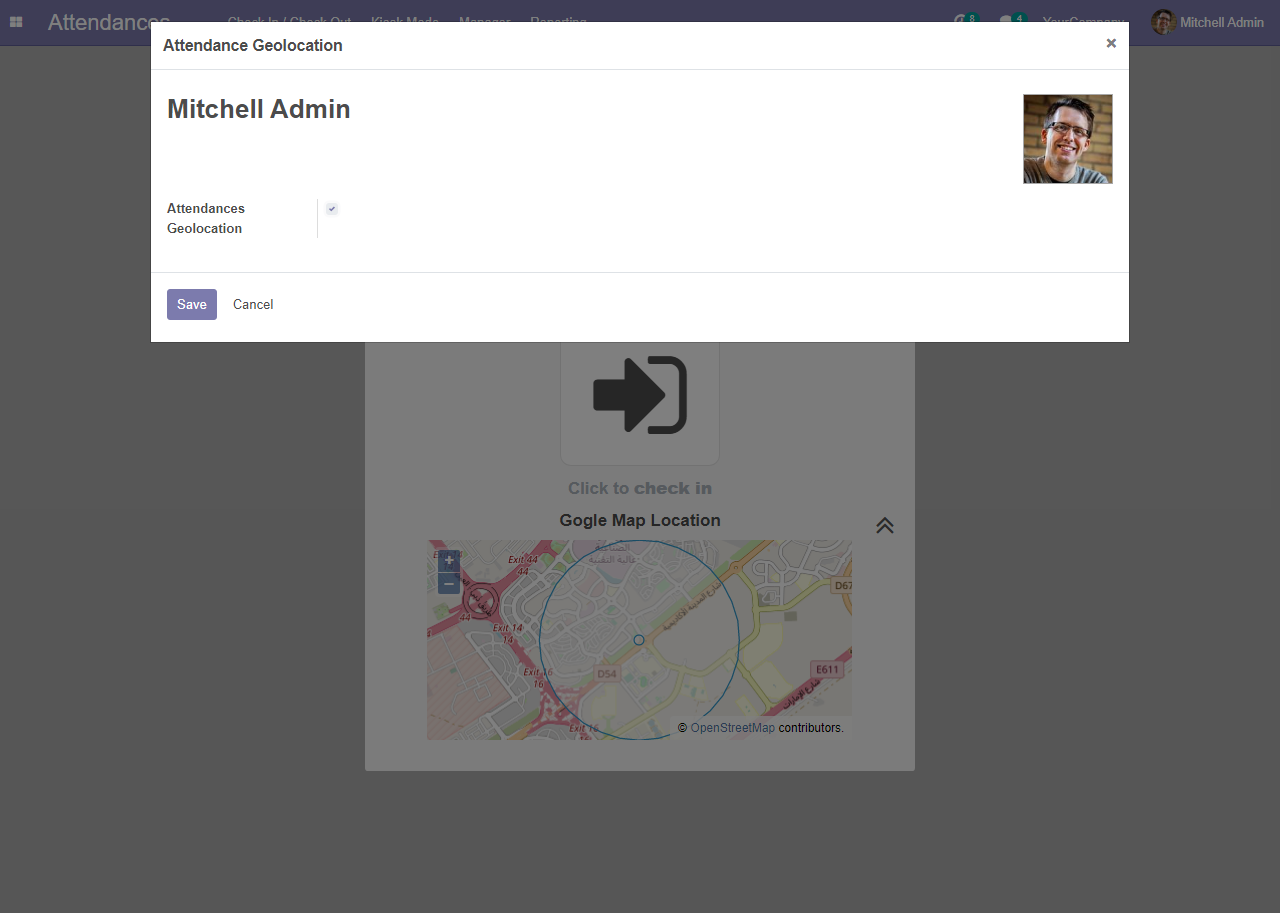 Attendances
Check In / Check Out
Kiosk Mode
Manager
Reporting
8
4
YourCompany
Mitchell Admin
Attendance Geolocation
×
Mitchell Admin
Attendances
Geolocation
Save
Cancel
Click to check in
Gogle Map Location
+
−
Exit 44
44
44
Exit 14
14
Exit 16
16
Exit 16
D54
D67
E611
شارع الإمارات
© OpenStreetMap contributors.